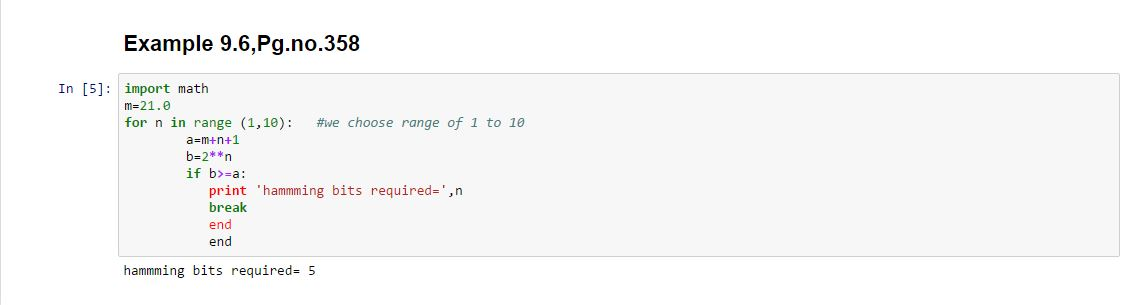 Example 9.6,Pg.no.358
In [5]: import math
m=21.0
for n in range (1,10):   #we choose range of 1 to 10
        a=m+n+1
        b=2**n
        if b>=a:
           print 'hammming bits required=',n
           break
           end
           end
hammming bits required= 5